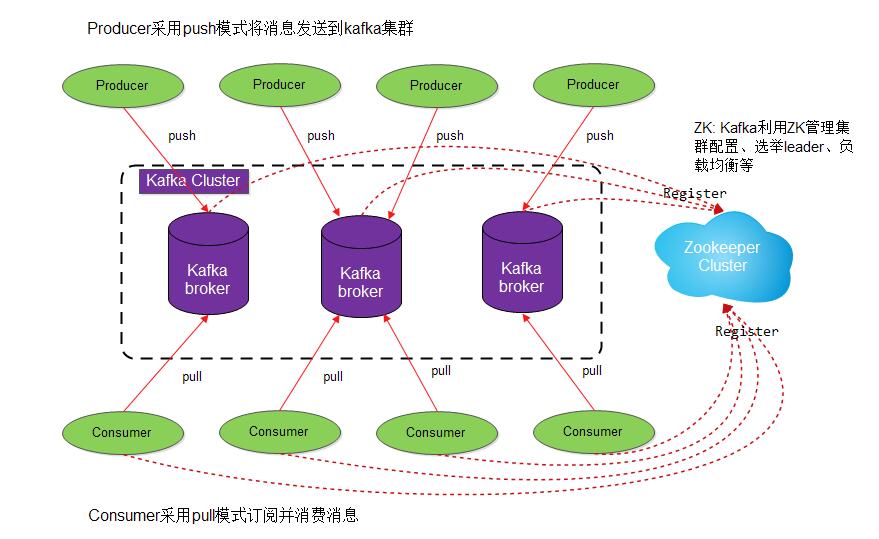 Producer采用push模式将消息发送到kafka集群
Producer
Producer
Producer
Producer
push
push
push
push
ZK: Kafka利用ZK管理集
群配置、选举leader、负
载均衡等
Kafka Cluster
Register
Kafka
broker
Kafka
broker
Kafka
broker
Zookeeper
Cluster
Register
pull
pull
pull
pull
Consumer
Consumer
Consumer
Consumer
Consumer采用pull模式订阅并消费消息